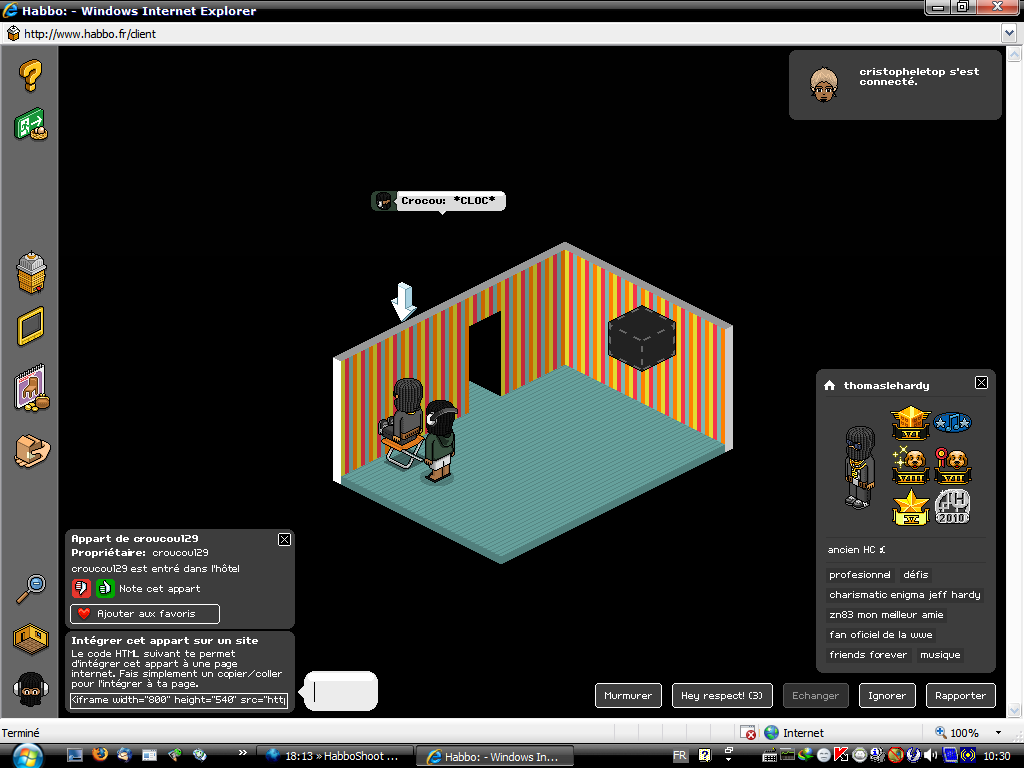 Habbo: - Windows Internet Explorer
http://www.habbo.fr/client
cristopheletop s'est
connecté.
Crocou: *CLOC*
thomaslehardy
VI
VIII
VII
IV
H
2010
ancien HC :(
profesionnel défis
charismatic enigma jeff hardy
zn83 mon meilleur amie
fan oficiel de la wwe
friends forever musique
Appart de croucou129
Propriétaire: croucou129
croucou129 est entré dans l'hôtel
Note cet appart
Ajouter aux favoris
Intégrer cet appart sur un site
Le code HTML suivant te permet
d'intégrer cet appart à une page
internet. Fais simplement un copier/coller
pour l'intégrer à ta page.
<iframe width="800" height="540" src="htt
Murmurer Hey respect! (3) Echanger Ignorer Rapporter
Terminé Internet 100%
18:13 » HabboShoot ... Habbo: - Windows In... FR 10:30